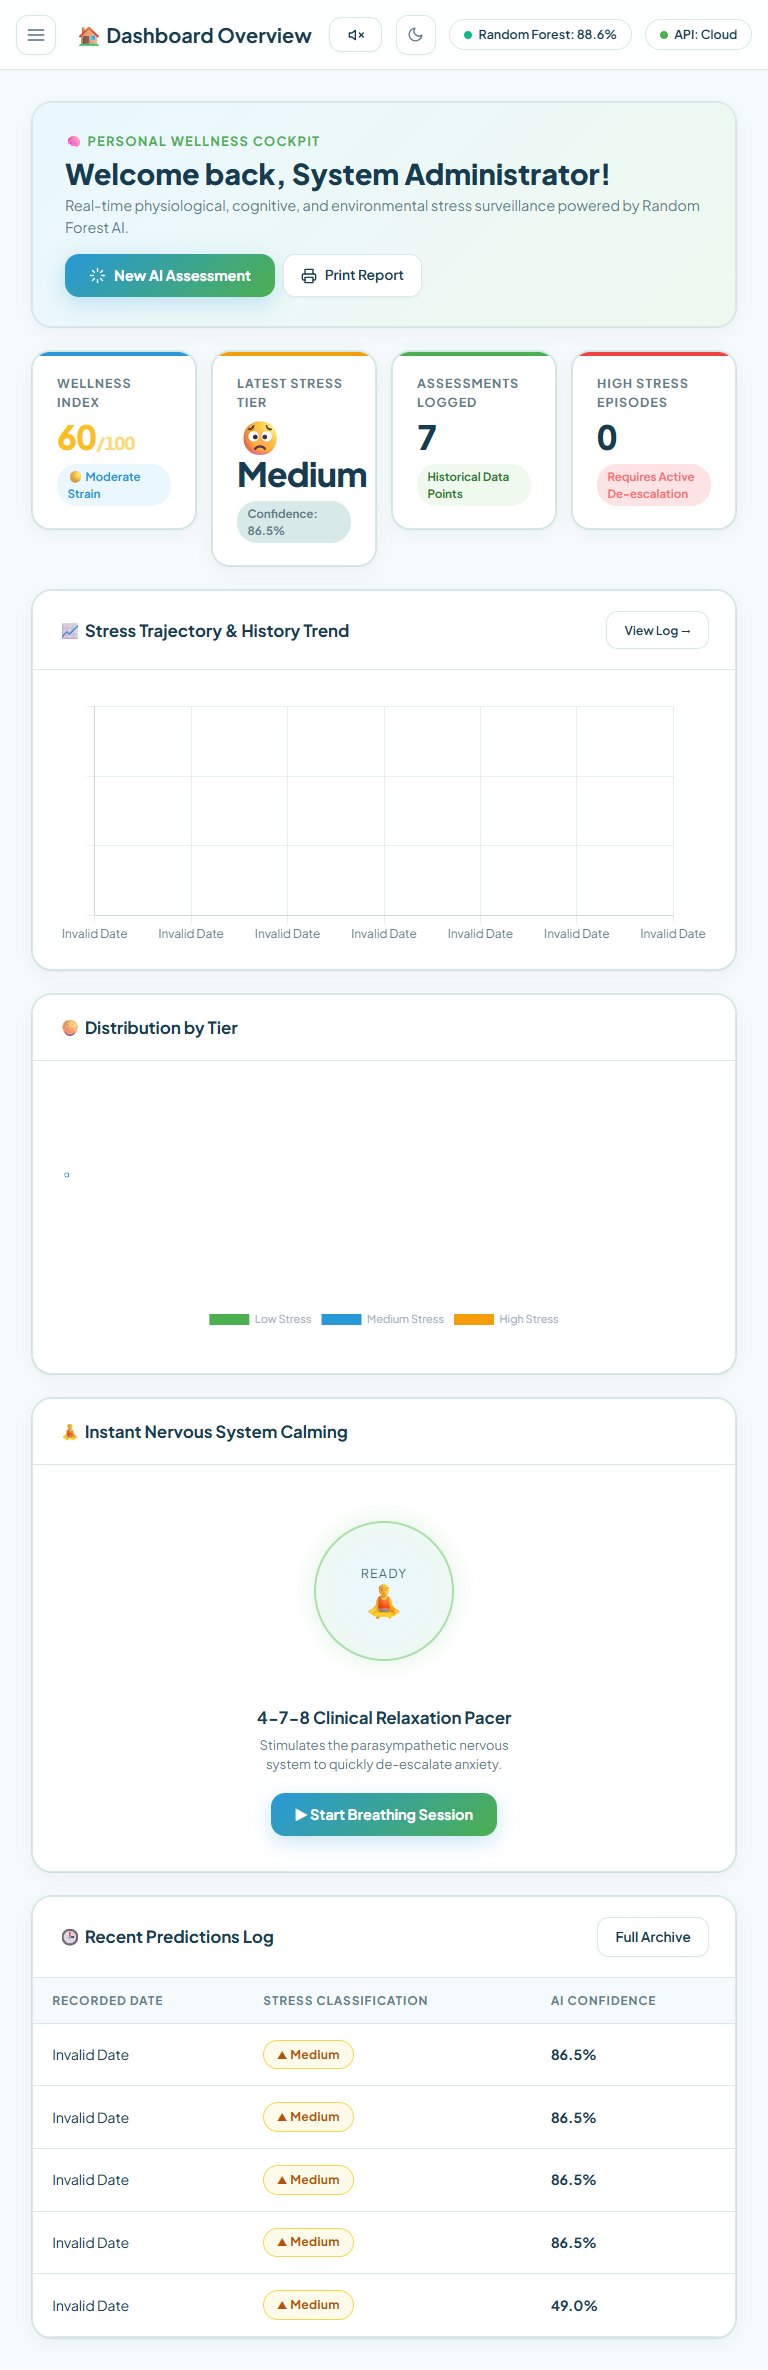 Dashboard Overview
Random Forest: 88.6%
API: Cloud
PERSONAL WELLNESS COCKPIT
Welcome back, System Administrator!
Real-time physiological, cognitive, and environmental stress surveillance powered by Random
Forest AI.
New AI Assessment
Print Report
WELLNESS
INDEX
60/100
Moderate
Strain
LATEST STRESS
TIER
Medium
Confidence:
86.5%
ASSESSMENTS
LOGGED
7
Historical Data
Points
HIGH STRESS
EPISODES
0
Requires Active
De-escalation
Stress Trajectory & History Trend
View Log →
Invalid Date Invalid Date Invalid Date Invalid Date Invalid Date Invalid Date Invalid Date
Distribution by Tier
Low Stress Medium Stress High Stress
Instant Nervous System Calming
READY
4-7-8 Clinical Relaxation Pacer
Stimulates the parasympathetic nervous
system to quickly de-escalate anxiety.
▶ Start Breathing Session
Recent Predictions Log
Full Archive
RECORDED DATE STRESS CLASSIFICATION AI CONFIDENCE
Invalid Date ▲ Medium 86.5%
Invalid Date ▲ Medium 86.5%
Invalid Date ▲ Medium 86.5%
Invalid Date ▲ Medium 86.5%
Invalid Date ▲ Medium 49.0%